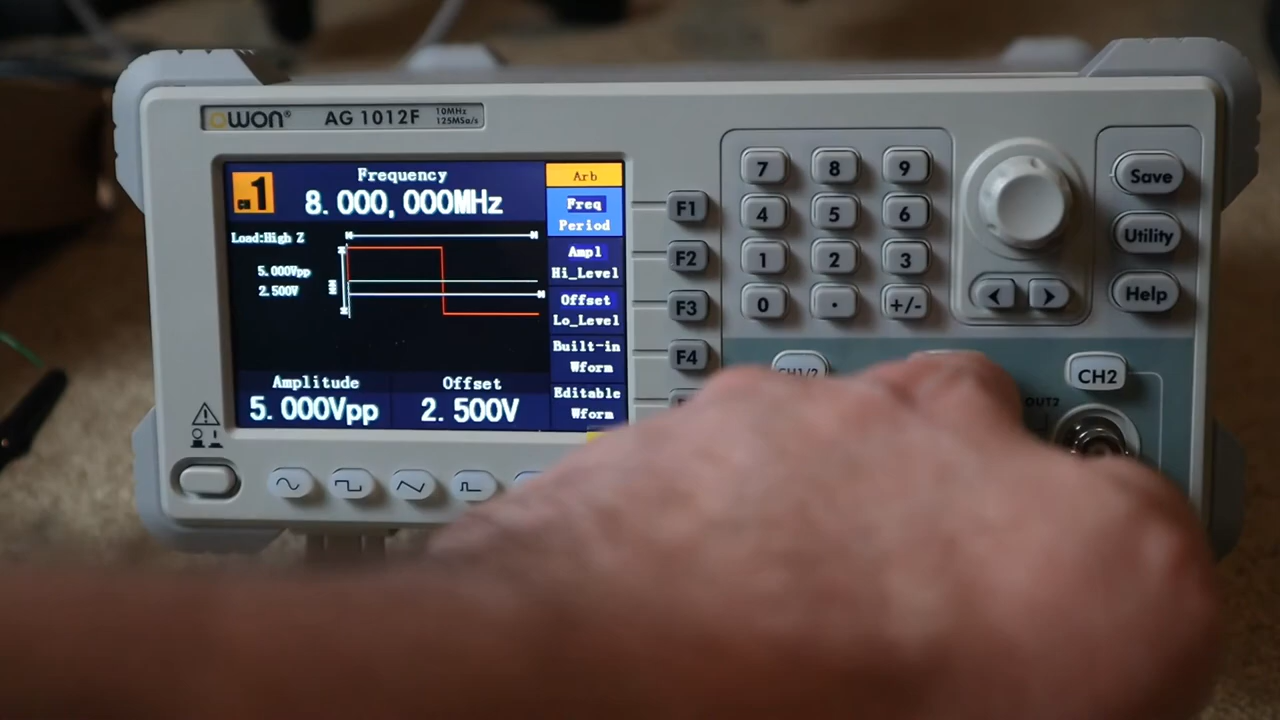 OWON® AG 1012F 10MHz 125MSa/s
1
Frequency
8.000,000MHz
Load:High Z
5.000Vpp
2.500V
Amplitude
5.000Vpp
Offset
2.500V
Arb
Freq
Period
Ampl
Hi_Level
Offset
Lo_Level
Built-in
Wform
Editable
Wform
F1
F2
F3
F4
7 8 9
4 5 6
1 2 3
0 . +/-
< >
Save
Utility
Help
CH1/2
CH2
OUT2